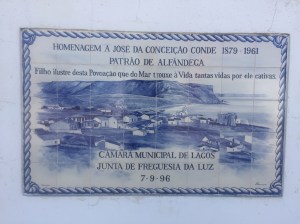 HOMENAGEM À JOSÉ DA CONCEIÇÃO CONDE 1879 - 1961
PATRÃO DE ALFÂNDEGA
Filho ilustre desta Povoação que do Mar trouxe à Vida tantas vidas por ele cativas.
CÂMARA MUNICIPAL DE LAGOS
JUNTA DE FREGUESIA DA LUZ
7-9-96